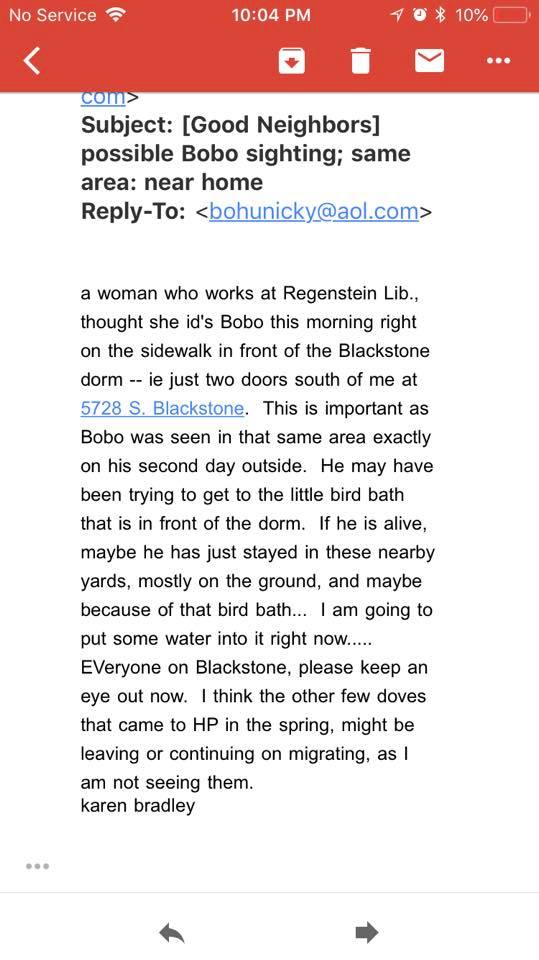 No Service 10:04 PM 10%
com>
Subject: [Good Neighbors]
possible Bobo sighting; same
area: near home
Reply-To: <bohunicky@aol.com>
a woman who works at Regenstein Lib.,
thought she id's Bobo this morning right
on the sidewalk in front of the Blackstone
dorm -- ie just two doors south of me at
5728 S. Blackstone.  This is important as
Bobo was seen in that same area exactly
on his second day outside.  He may have
been trying to get to the little bird bath
that is in front of the dorm.  If he is alive,
maybe he has just stayed in these nearby
yards, mostly on the ground, and maybe
because of that bird bath...  I am going to
put some water into it right now.....
EVeryone on Blackstone, please keep an
eye out now.  I think the other few doves
that came to HP in the spring, might be
leaving or continuing on migrating, as I
am not seeing them.
karen bradley